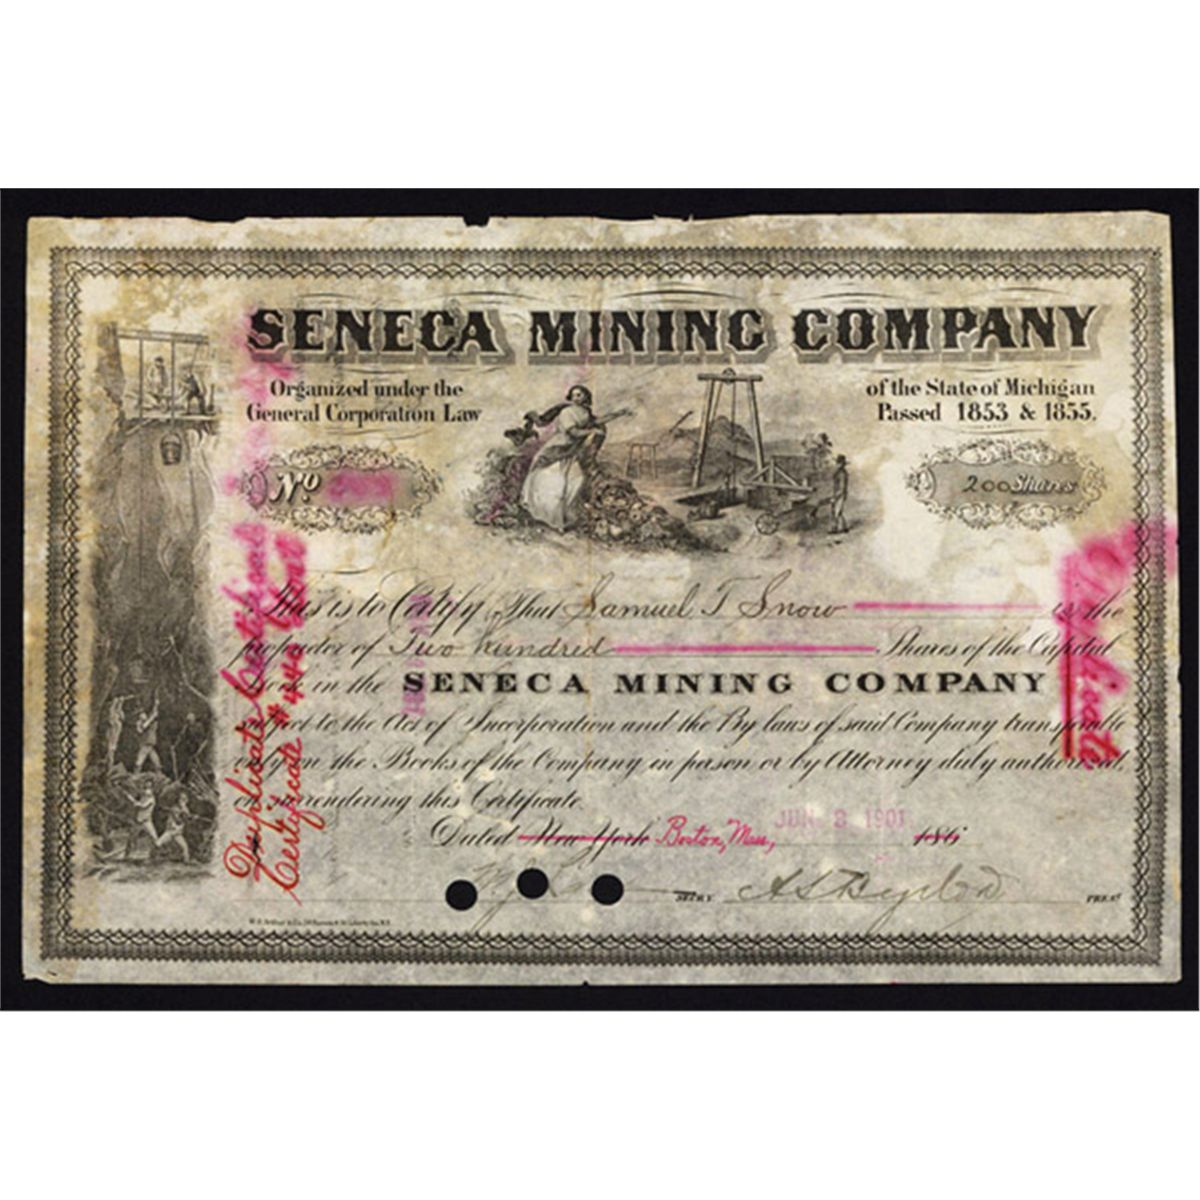 SENECA MINING COMPANY
Organized under the
General Corporation Law
of the State of Michigan
Passed 1853 & 1855.
No
200 Shares
This is to Certify That Samuel T Snow is the
proprietor of Two hundred Shares of the Capital
Stock in the SENECA MINING COMPANY
subject to the Act of Incorporation and the By laws of said Company transferable
only on the Books of the Company in person or by Attorney duly authorized,
on surrendering this Certificate.
Dated New York Boston, Mass, JUN 3 1901 186
SECRY. PREST
Duplicate Certificate
Certificate
Duplicate